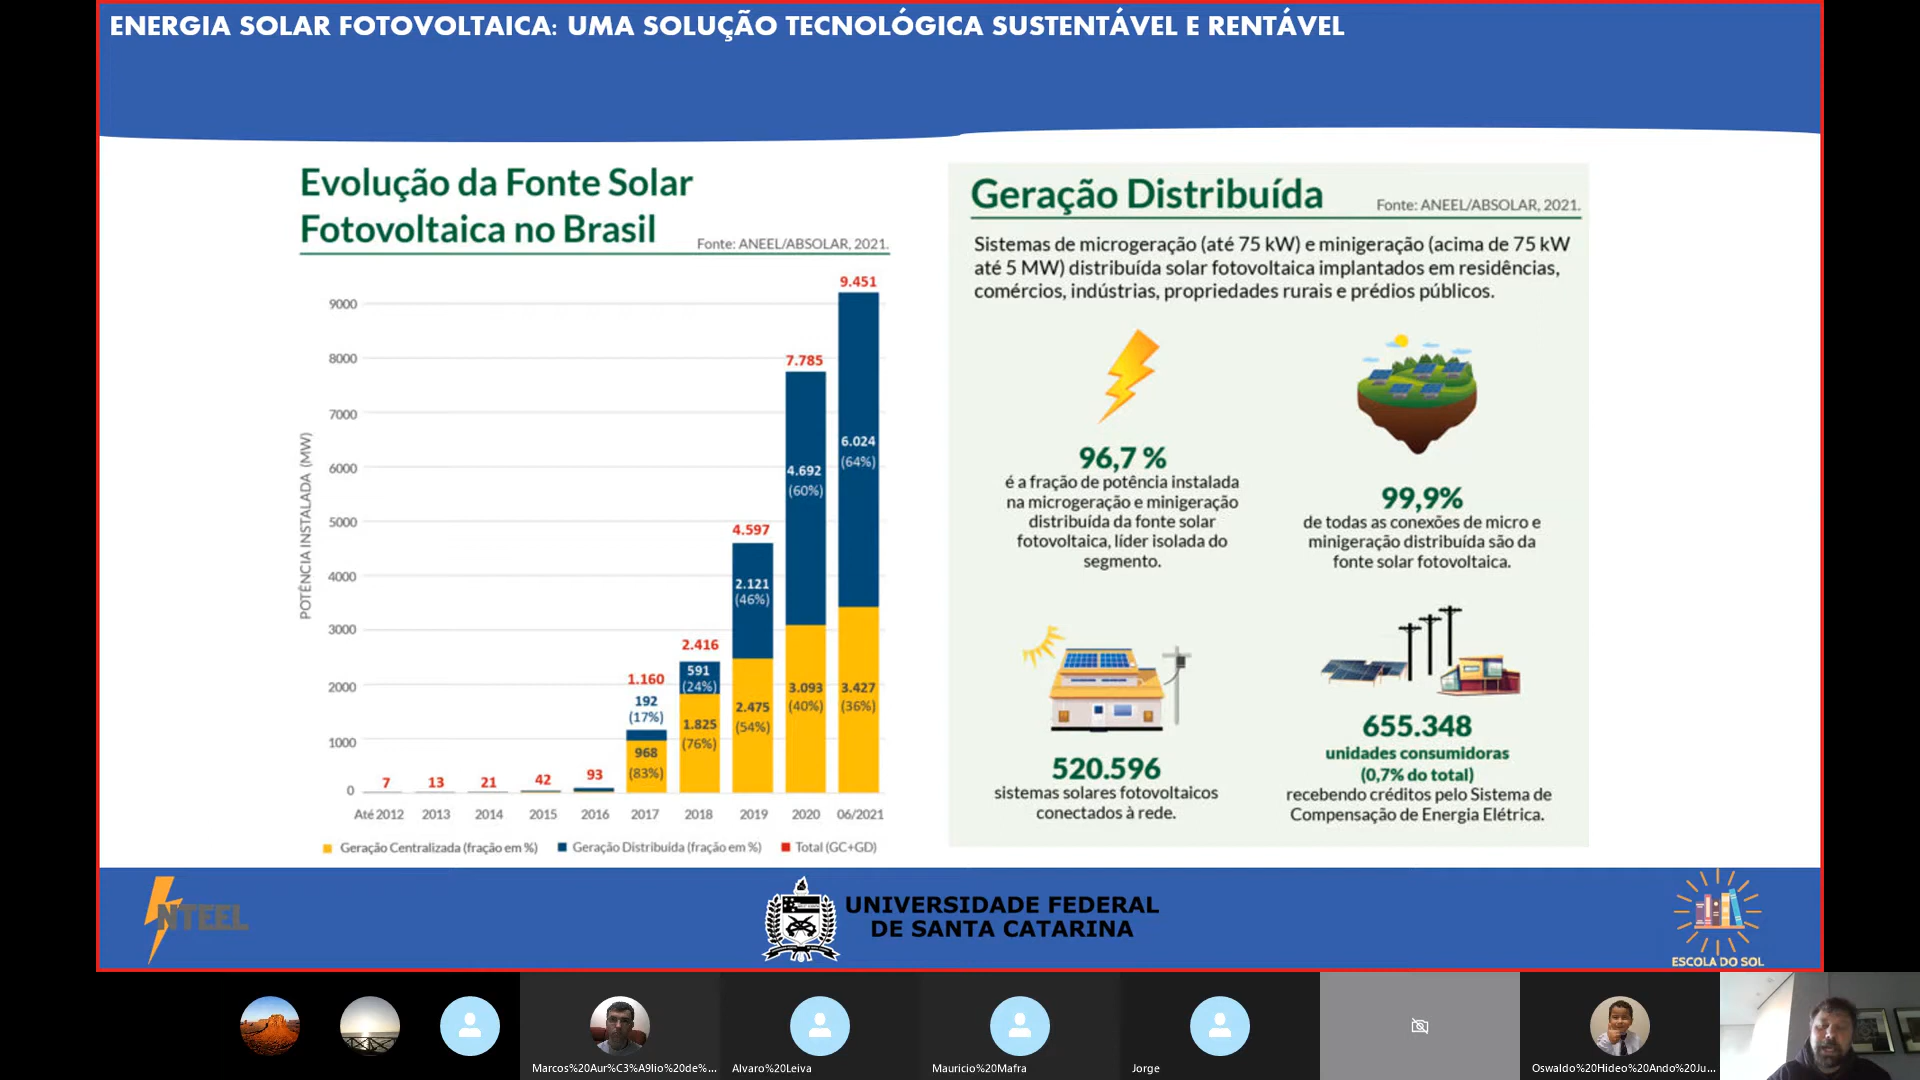 ENERGIA SOLAR FOTOVOLTAICA: UMA SOLUÇÃO TECNOLÓGICA SUSTENTÁVEL E RENTÁVEL
Evolução da Fonte Solar
Fotovoltaica no Brasil
Fonte: ANEEL/ABSOLAR, 2021.
POTÊNCIA INSTALADA (MW)
9000
8000
7000
6000
5000
4000
3000
2000
1000
0
7
13
21
42
93
1.160
192
(17%)
968
(83%)
2.416
591
(24%)
1.825
(76%)
4.597
2.121
(46%)
2.475
(54%)
7.785
4.692
(60%)
3.093
(40%)
9.451
6.024
(64%)
3.427
(36%)
Até 2012 2013 2014 2015 2016 2017 2018 2019 2020 06/2021
Geração Centralizada (fração em %) Geração Distribuída (fração em %) Total (GC+GD)
Geração Distribuída
Fonte: ANEEL/ABSOLAR, 2021.
Sistemas de microgeração (até 75 kW) e minigeração (acima de 75 kW
até 5 MW) distribuída solar fotovoltaica implantados em residências,
comércios, indústrias, propriedades rurais e prédios públicos.
96,7 %
é a fração de potência instalada
na microgeração e minigeração
distribuída da fonte solar
fotovoltaica, líder isolada do
segmento.
99,9%
de todas as conexões de micro e
minigeração distribuída são da
fonte solar fotovoltaica.
520.596
sistemas solares fotovoltaicos
conectados à rede.
655.348
unidades consumidoras
(0,7% do total)
recebendo créditos pelo Sistema de
Compensação de Energia Elétrica.
NTEEL
UNIVERSIDADE FEDERAL
DE SANTA CATARINA
ESCOLA DO SOL
Marcos%20Aur%C3%A9lio%20de%...
Alvaro%20Leiva
Mauricio%20Mafra
Jorge
Oswaldo%20Hideo%20Ando%20Ju...